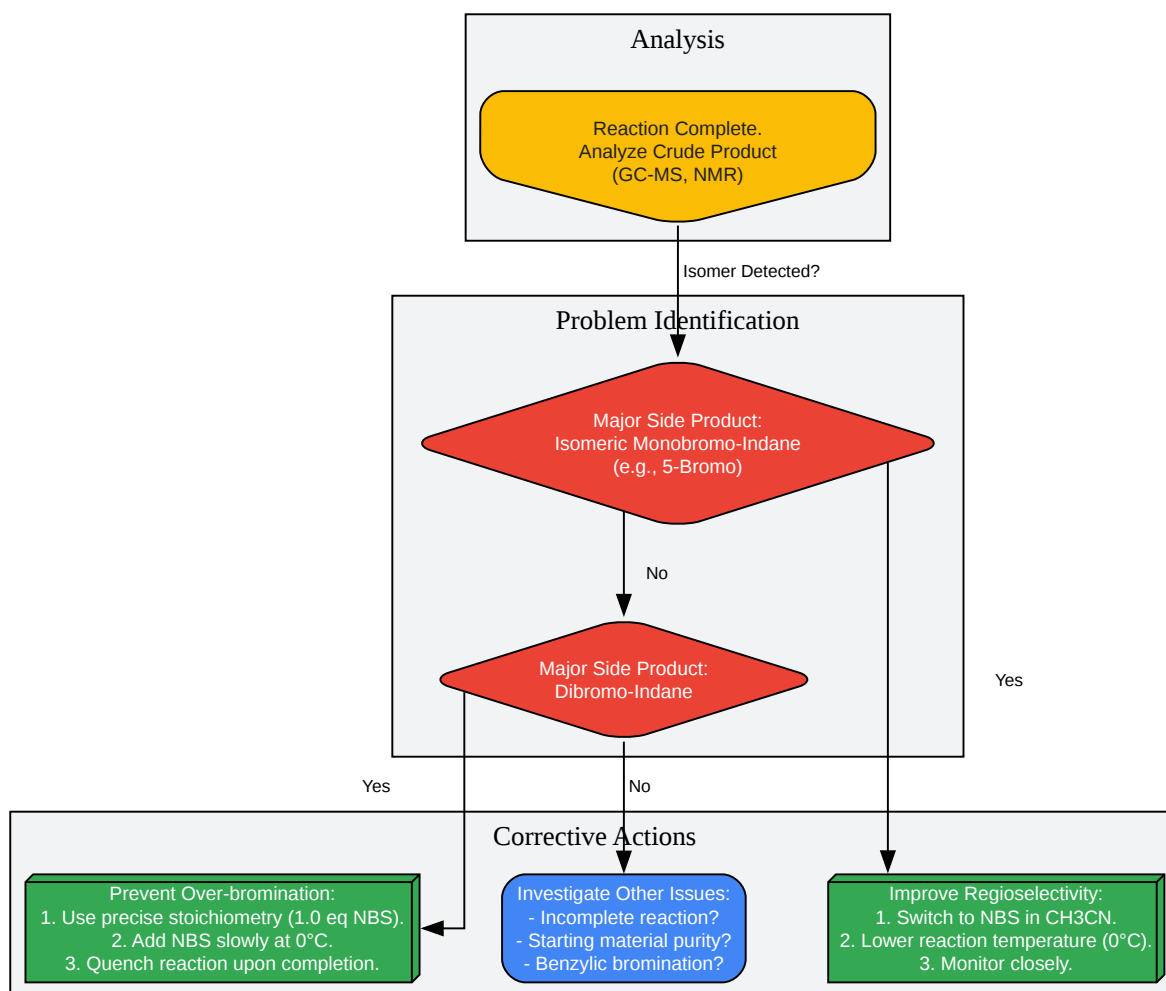 Analysis
Reaction Complete.
Analyze Crude Product
(GC-MS, NMR)
Isomer Detected?
Problem Identification
Major Side Product:
Isomeric Monobromo-Indane
(e.g., 5-Bromo)
No
Major Side Product:
Dibromo-Indane
Yes
Yes
No
Corrective Actions
Prevent Over-bromination:
1. Use precise stoichiometry (1.0 eq NBS).
2. Add NBS slowly at 0°C.
3. Quench reaction upon completion.
Investigate Other Issues:
- Incomplete reaction?
- Starting material purity?
- Benzylic bromination?
Improve Regioselectivity:
1. Switch to NBS in CH3CN.
2. Lower reaction temperature (0°C).
3. Monitor closely.